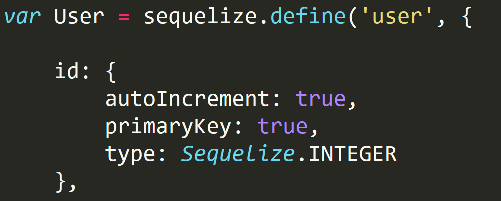 var User = sequelize.define('user', {
id: {
autoIncrement: true,
primaryKey: true,
type: Sequelize.INTEGER
},